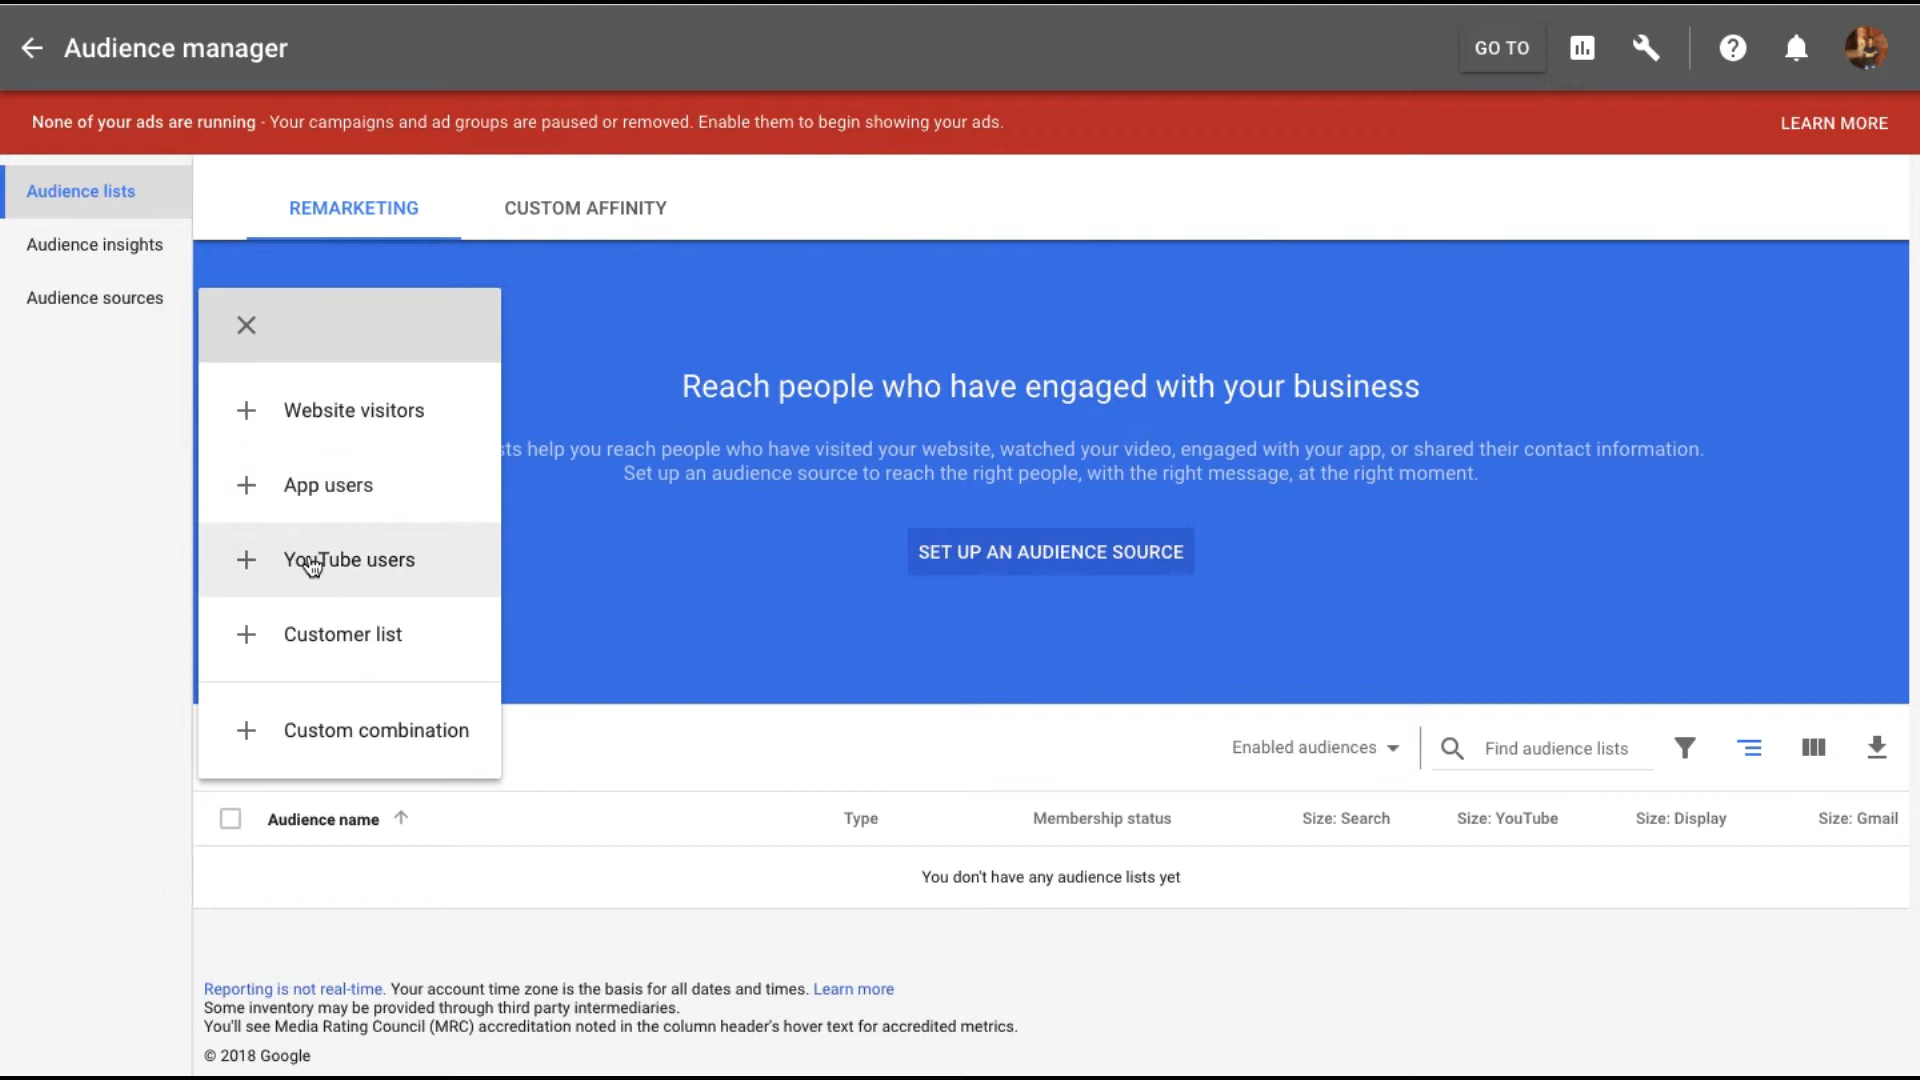 Audience manager
GO TO
None of your ads are running - Your campaigns and ad groups are paused or removed. Enable them to begin showing your ads.
LEARN MORE
Audience lists
Audience insights
Audience sources
REMARKETING
CUSTOM AFFINITY
Website visitors
App users
YouTube users
Customer list
Custom combination
Reach people who have engaged with your business
help you reach people who have visited your website, watched your video, engaged with your app, or shared their contact information.
Set up an audience source to reach the right people, with the right message, at the right moment.
SET UP AN AUDIENCE SOURCE
Enabled audiences
Find audience lists
Audience name
Type
Membership status
Size: Search
Size: YouTube
Size: Display
Size: Gmail
You don't have any audience lists yet
Reporting is not real-time. Your account time zone is the basis for all dates and times. Learn more
Some inventory may be provided through third party intermediaries.
You'll see Media Rating Council (MRC) accreditation noted in the column header's hover text for accredited metrics.
© 2018 Google